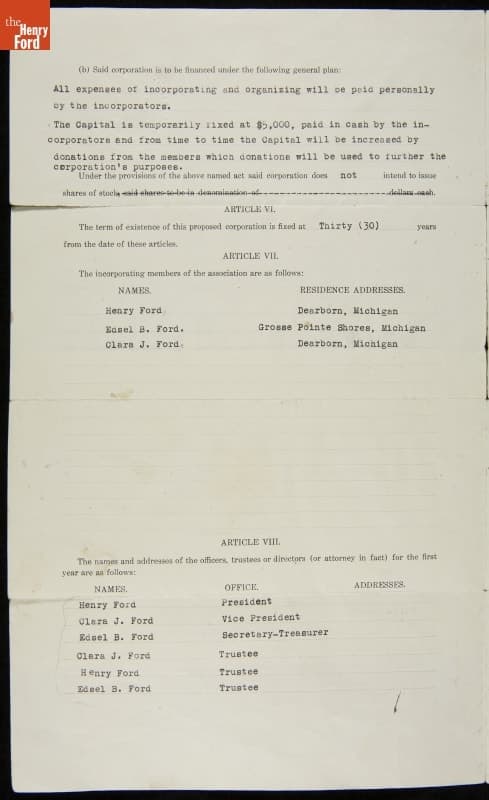 the
Henry
Ford
(b) Said corporation is to be financed under the following general plan:
All expenses of incorporating and organizing will be paid personally
by the incorporators.
The Capital is temporarily fixed at $5,000, paid in cash by the in-
corporators and from time to time the Capital will be increased by
donations from the members which donations will be used to further the
corporation's purposes.
Under the provisions of the above named act said corporation does not intend to issue
shares of stock, said shares to be in denomination of dollars cash.
ARTICLE VI.
The term of existence of this proposed corporation is fixed at Thirty (30) years
from the date of these articles.
ARTICLE VII.
The incorporating members of the association are as follows:
NAMES. RESIDENCE ADDRESSES.
Henry Ford. Dearborn, Michigan
Edsel B. Ford. Grosse Pointe Shores, Michigan
Clara J. Ford. Dearborn, Michigan
ARTICLE VIII.
The names and addresses of the officers, trustees or directors (or attorney in fact) for the first
year are as follows:
NAMES. OFFICE. ADDRESSES.
Henry Ford President
Clara J. Ford Vice President
Edsel B. Ford Secretary-Treasurer
Clara J. Ford Trustee
Henry Ford Trustee
Edsel B. Ford Trustee